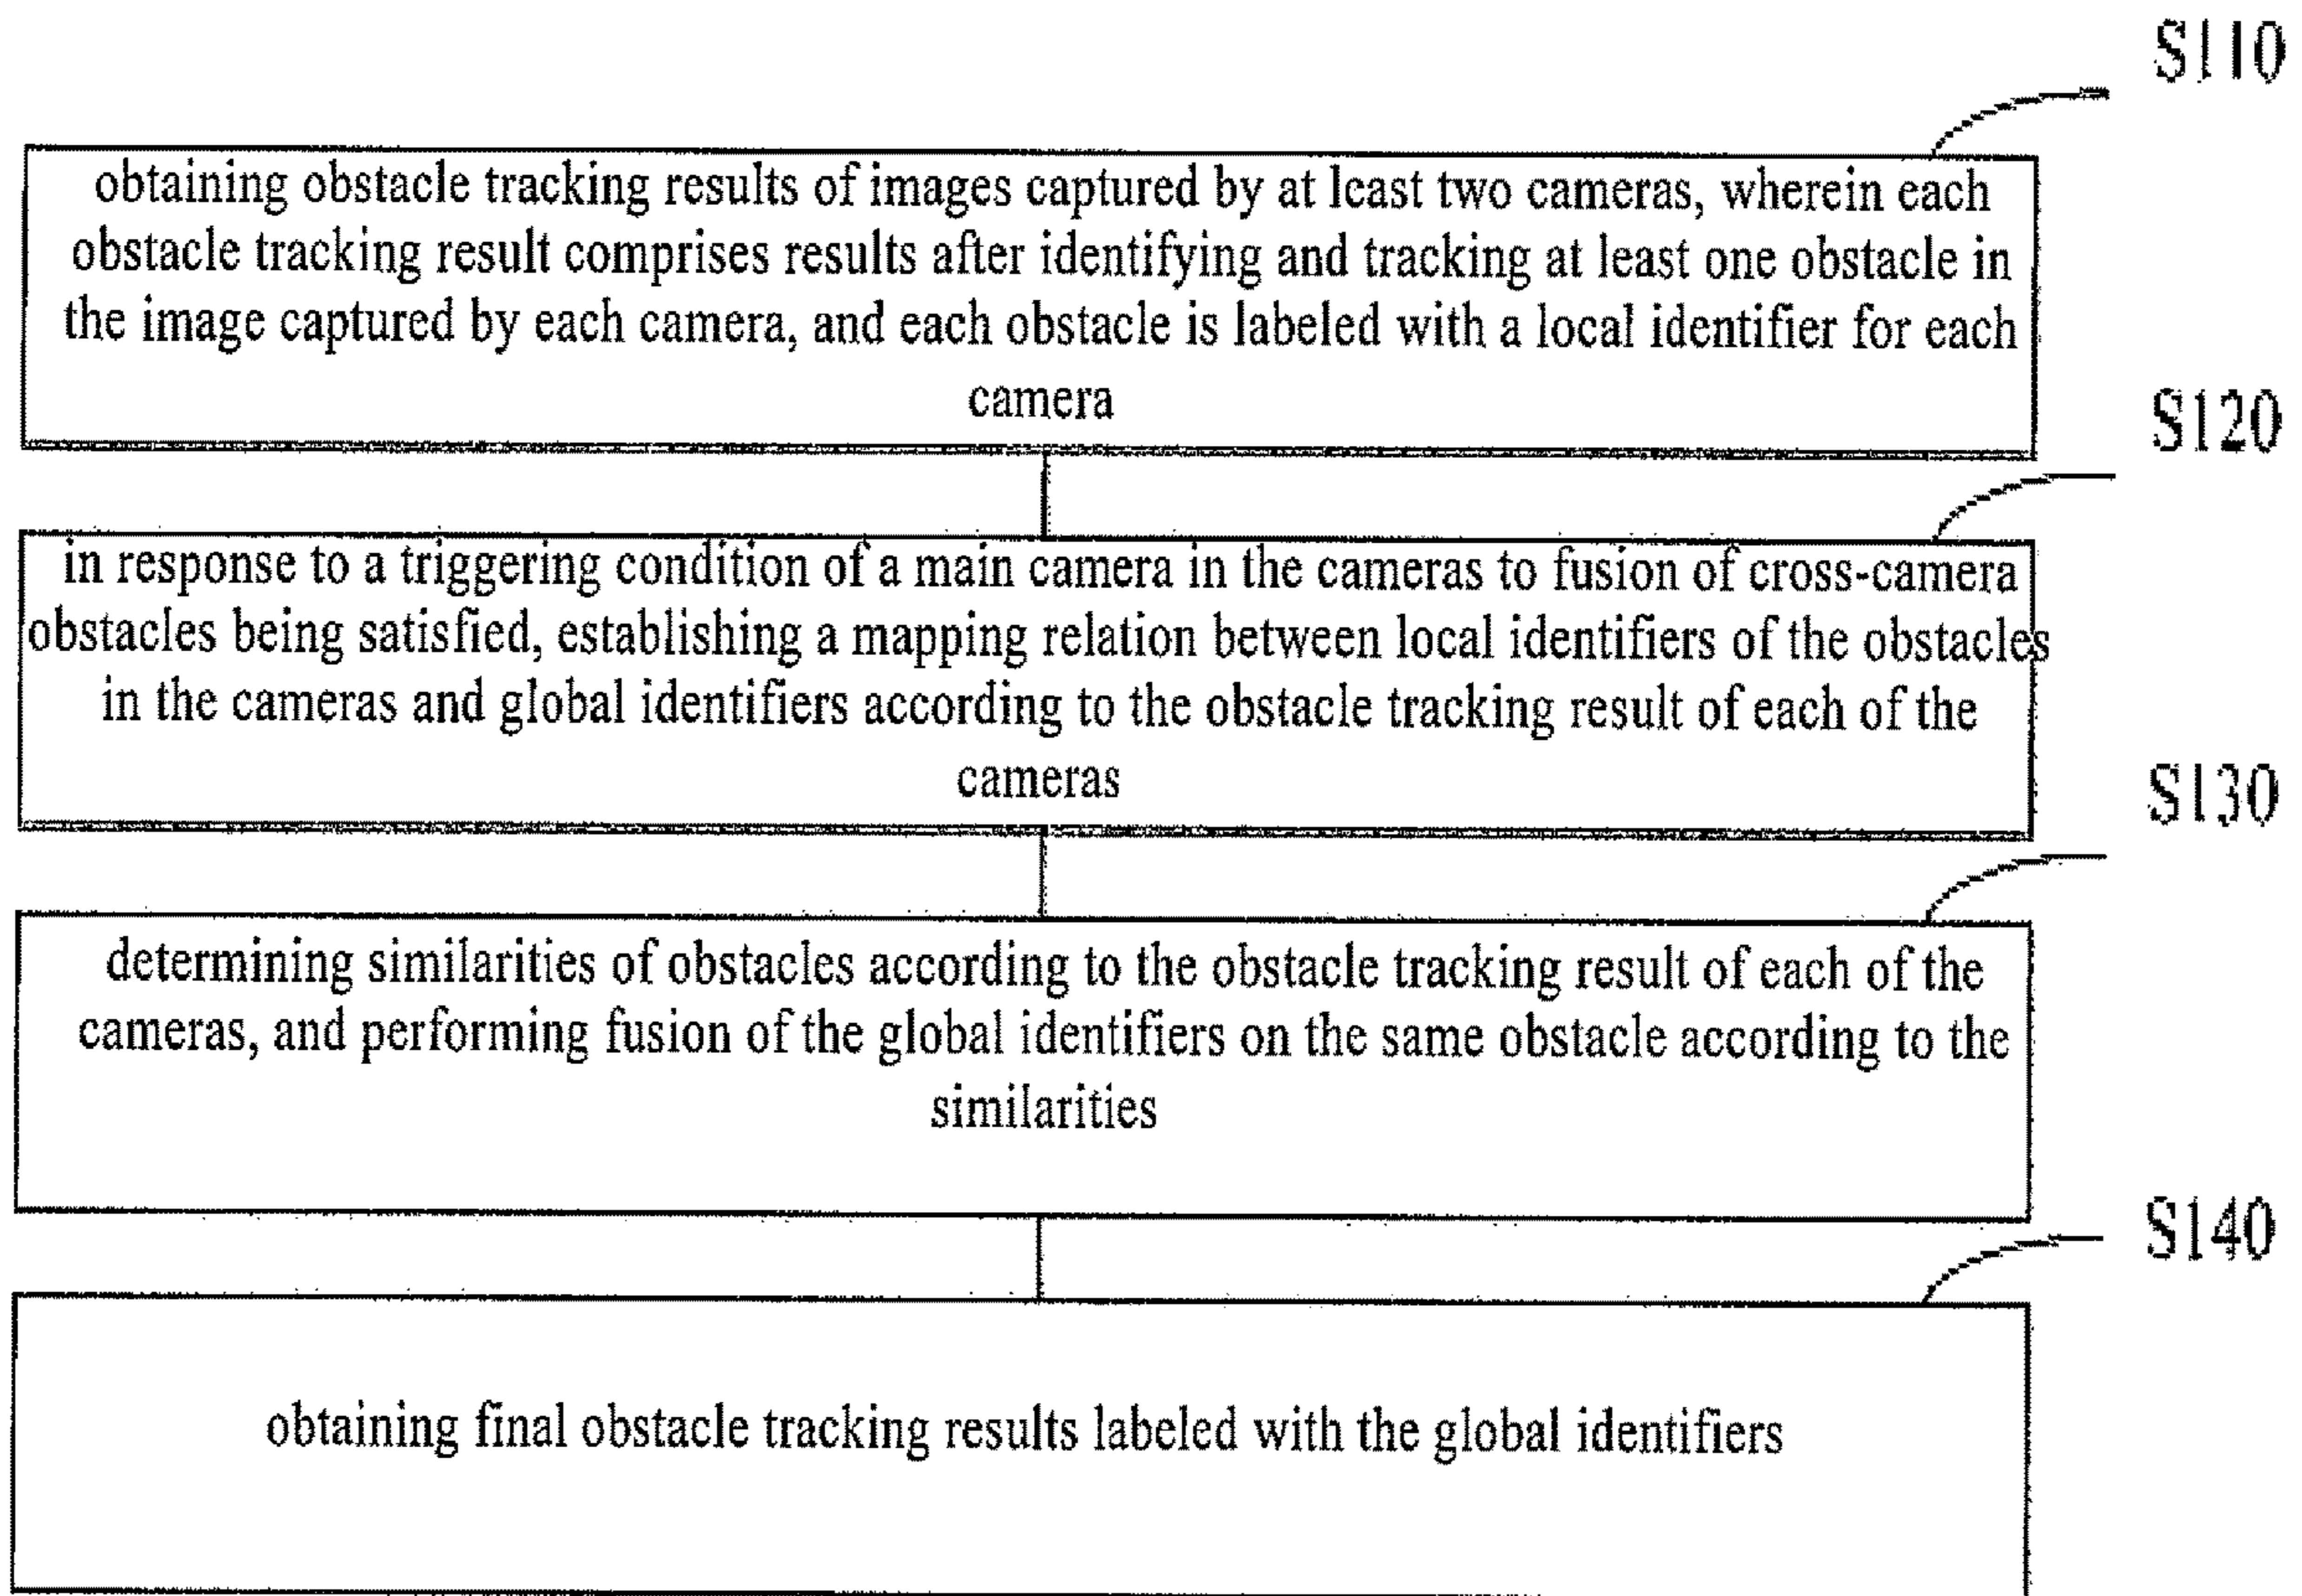 S110
obtaining obstacle tracking results of images captured by at least two cameras, wherein each
obstacle tracking result comprises results after identifying and tracking at least one obstacle in
the image captured by each camera, and each obstacle is labeled with a local identifier for each
camera
S120
in response to a triggering condition of a main camera in the cameras to fusion of cross-camera
obstacles being satisfied, establishing a mapping relation between local identifiers of the obstacles
in the cameras and global identifiers according to the obstacle tracking result of each of the
cameras
S130
determining similarities of obstacles according to the obstacle tracking result of each of the
cameras, and performing fusion of the global identifiers on the same obstacle according to the
similarities
S140
obtaining final obstacle tracking results labeled with the global identifiers